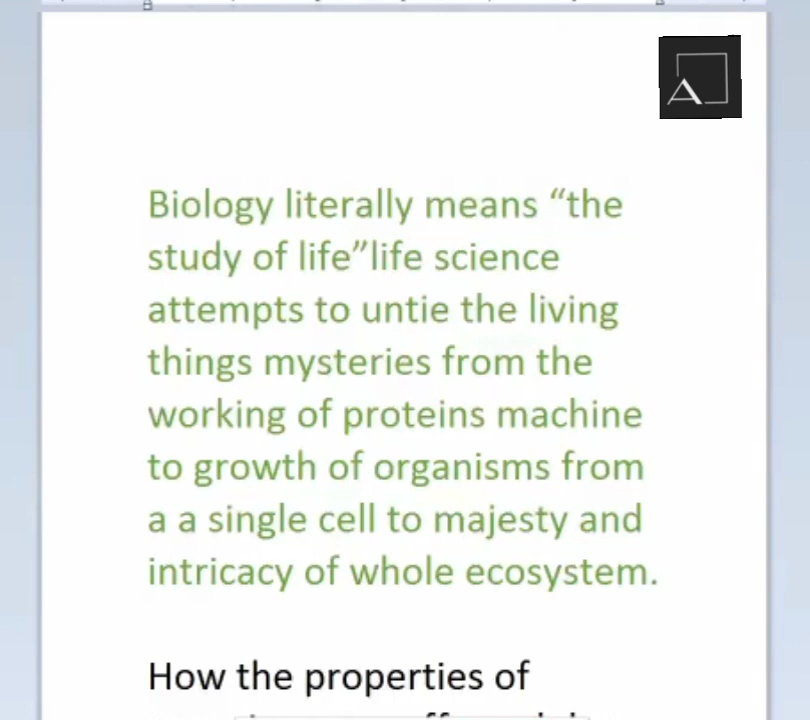 A
Biology literally means “the
study of life”life science
attempts to untie the living
things mysteries from the
working of proteins machine
to growth of organisms from
a a single cell to majesty and
intricacy of whole ecosystem.
How the properties of